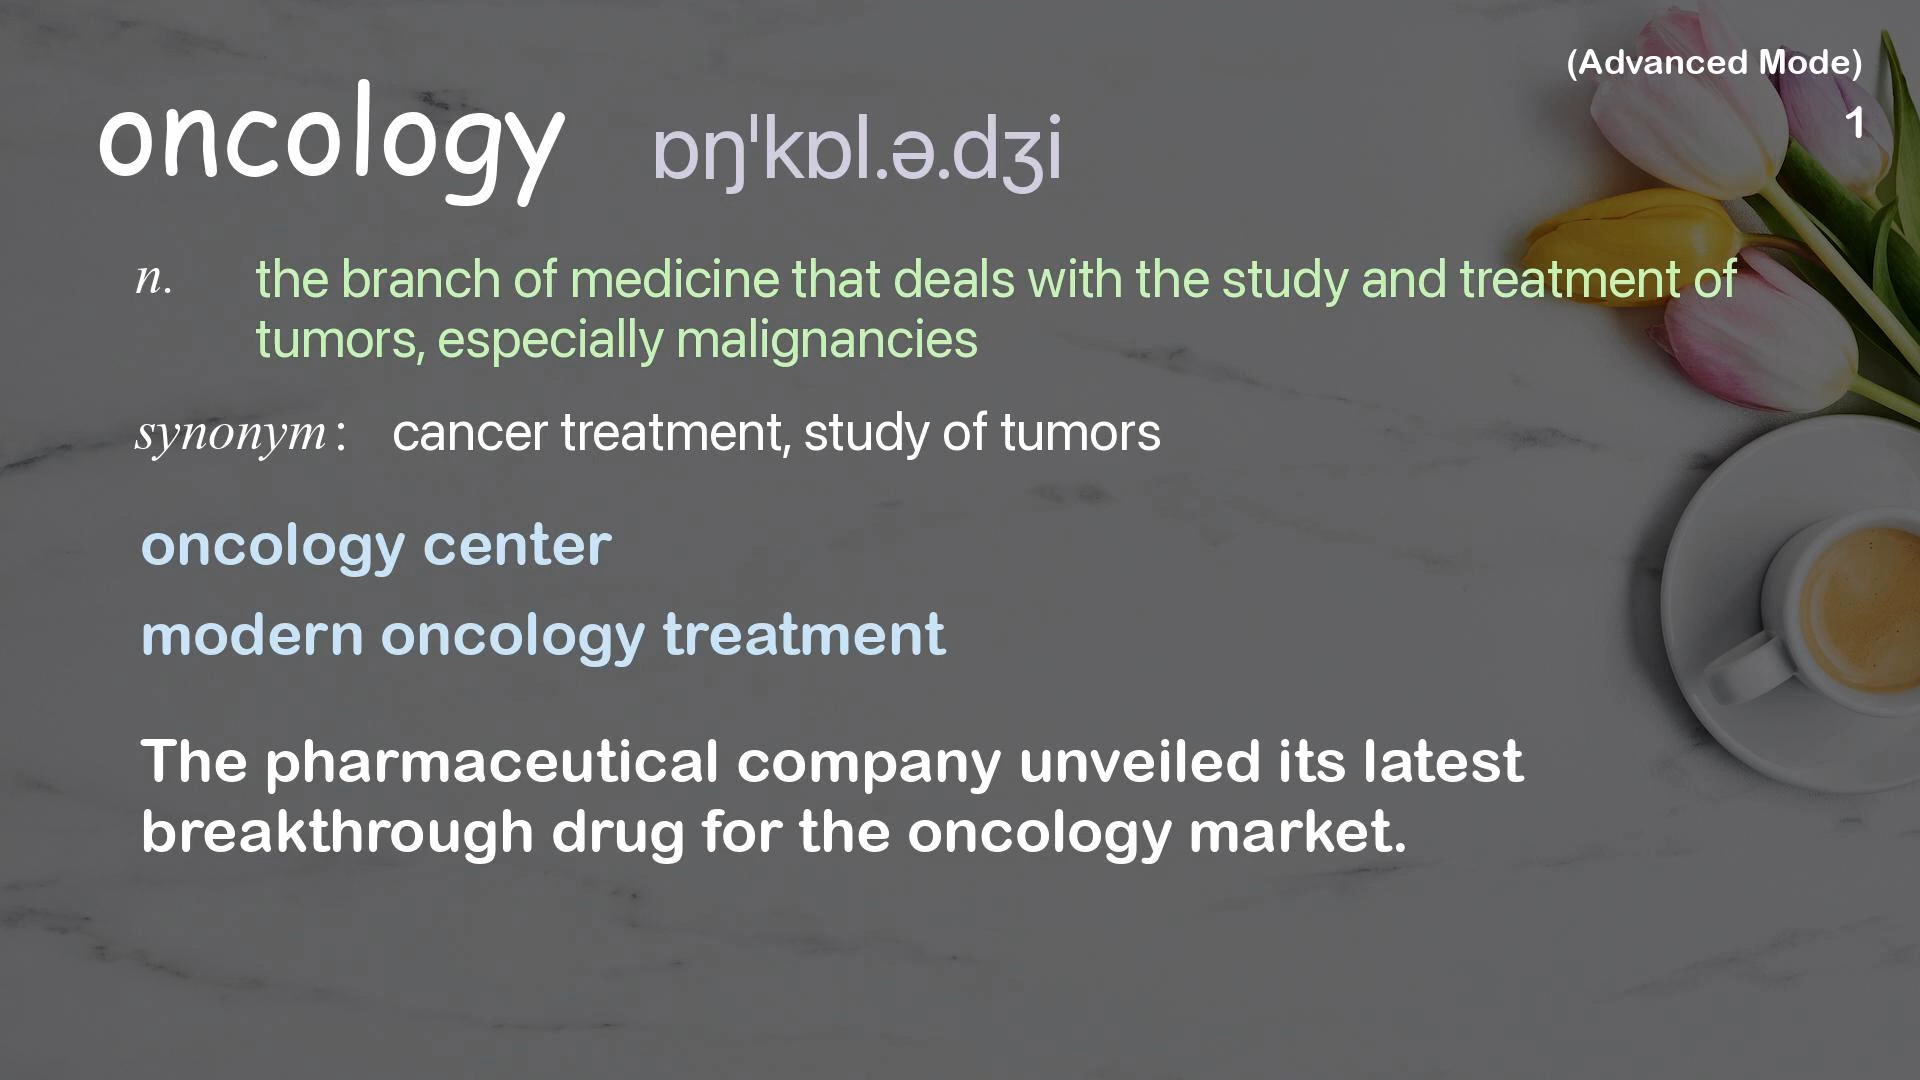 (Advanced Mode)
oncology ɒŋˈkɒl.ə.dʒi
1
n. the branch of medicine that deals with the study and treatment of
tumors, especially malignancies
synonym: cancer treatment, study of tumors
oncology center
modern oncology treatment
The pharmaceutical company unveiled its latest
breakthrough drug for the oncology market.